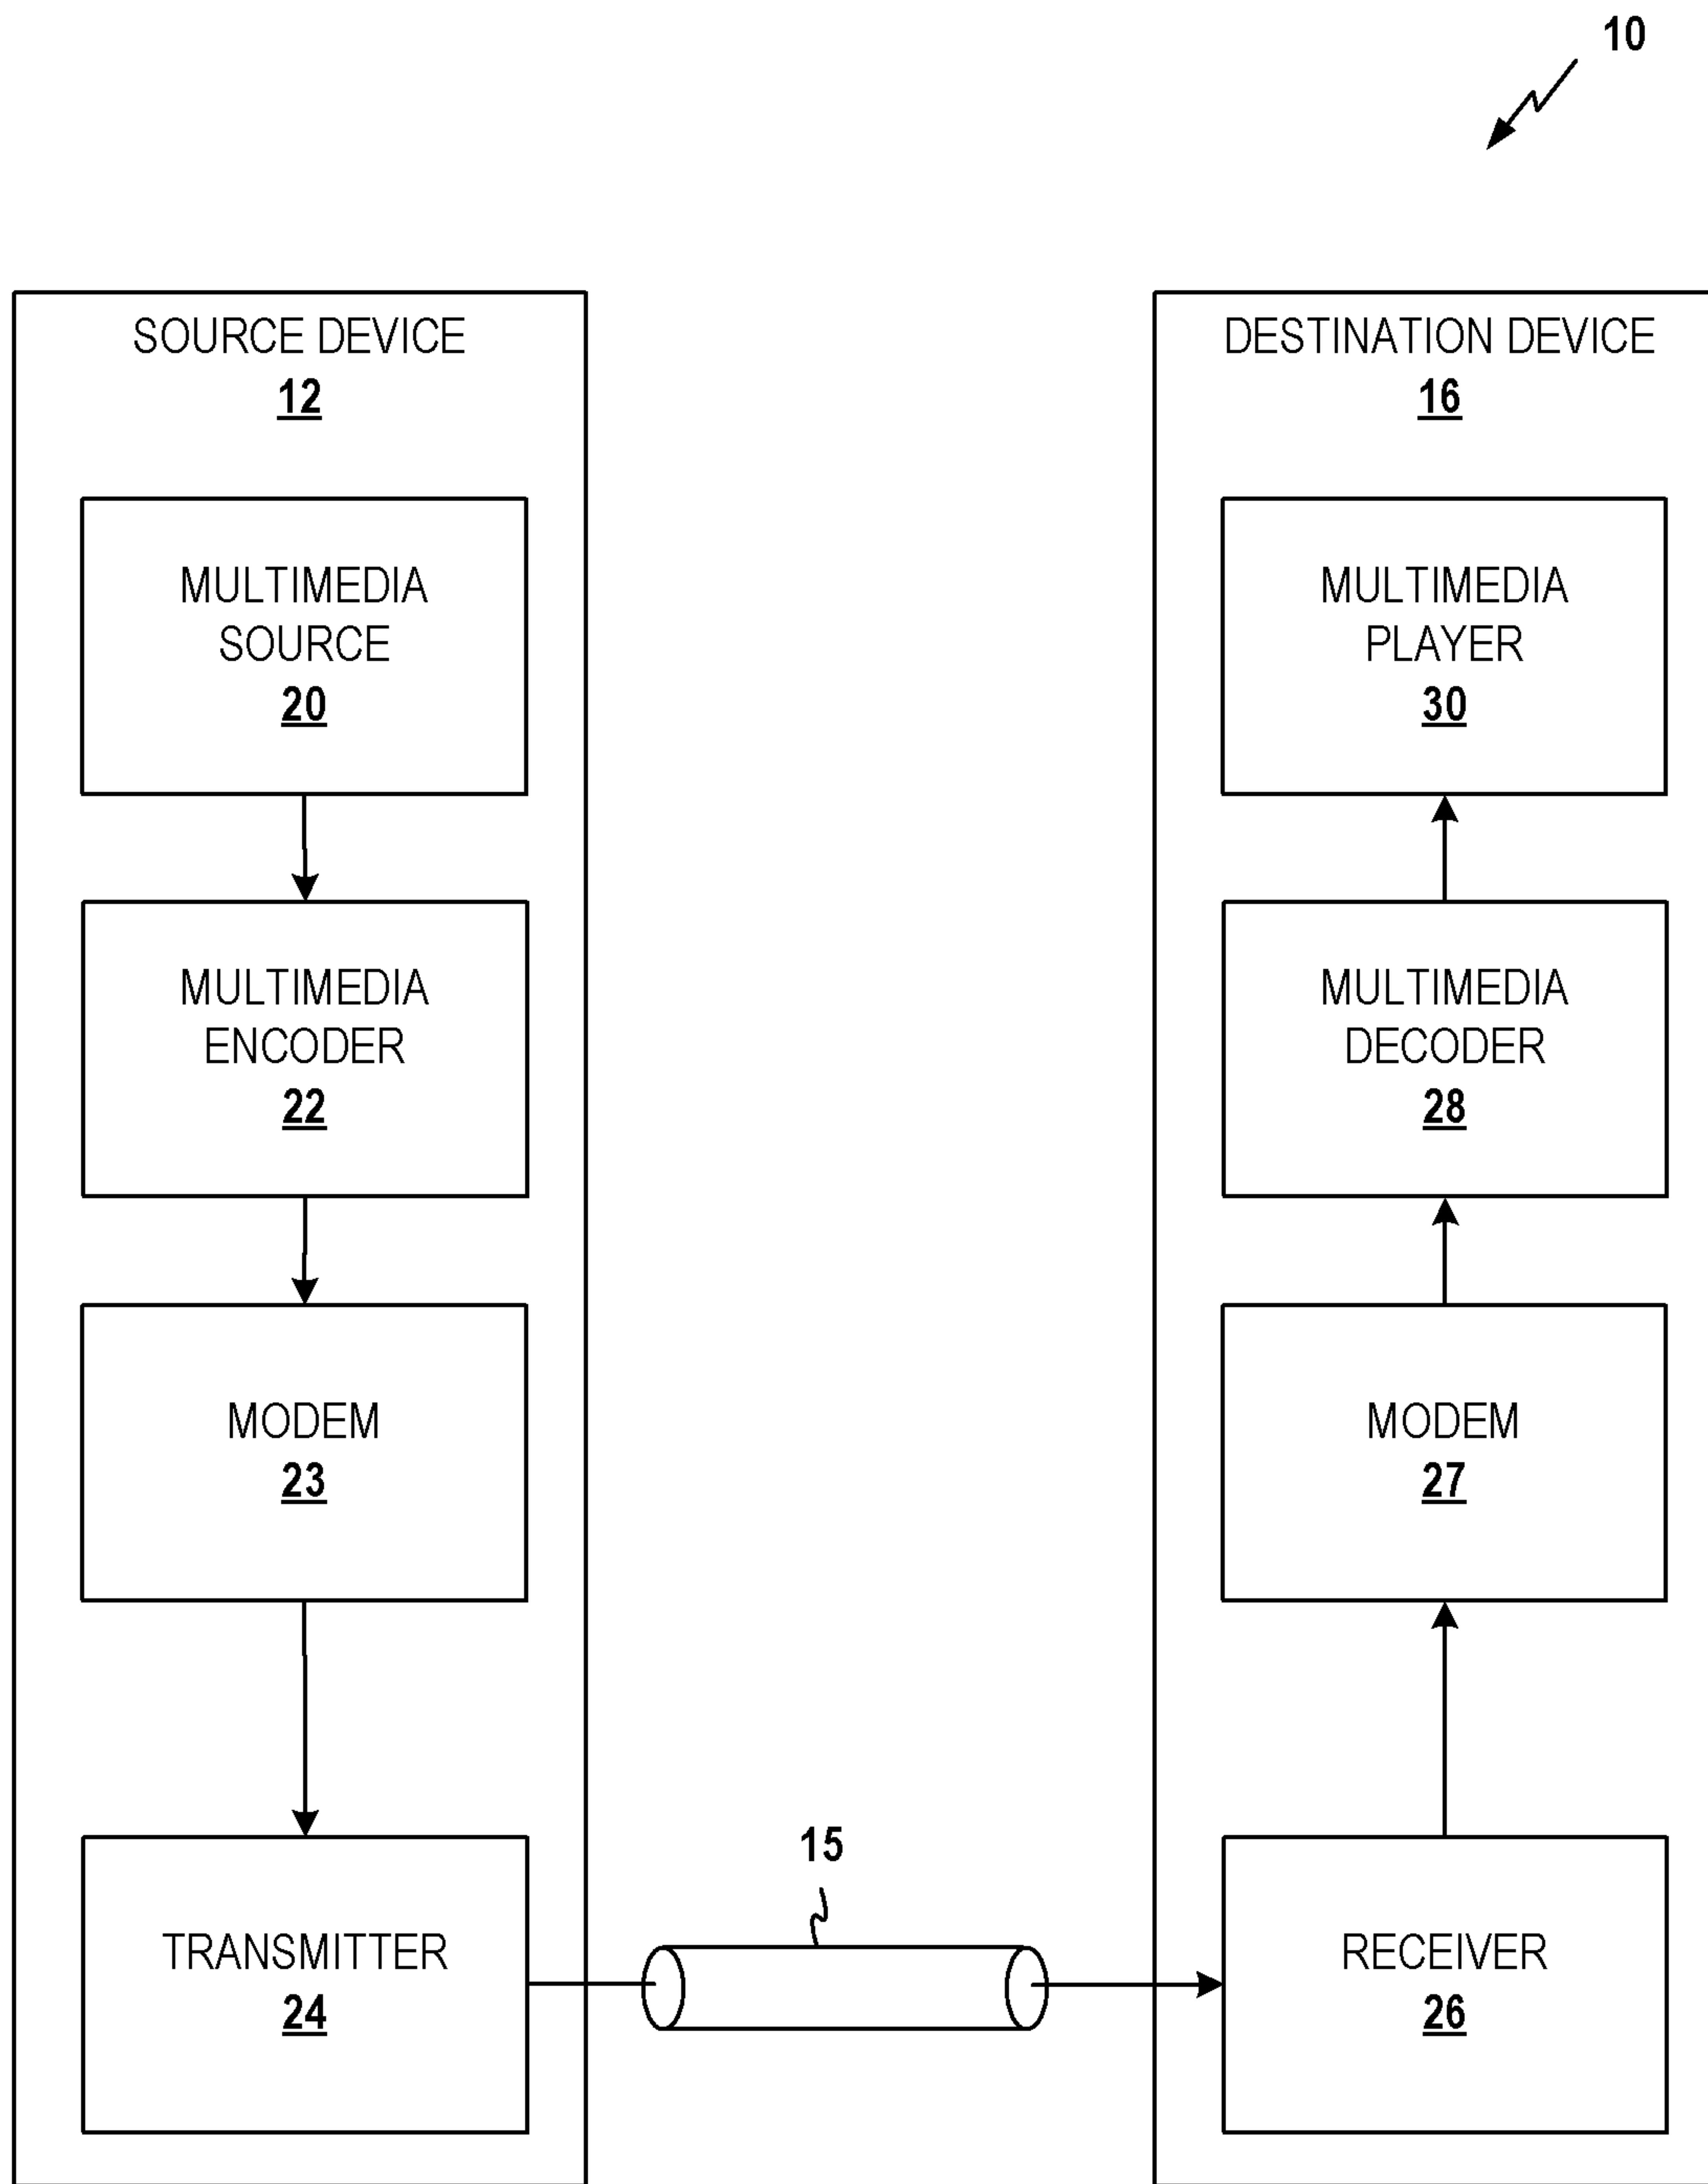 10
SOURCE DEVICE
12
MULTIMEDIA
SOURCE
20
MULTIMEDIA
ENCODER
22
MODEM
23
TRANSMITTER
24
15
DESTINATION DEVICE
16
MULTIMEDIA
PLAYER
30
MULTIMEDIA
DECODER
28
MODEM
27
RECEIVER
26